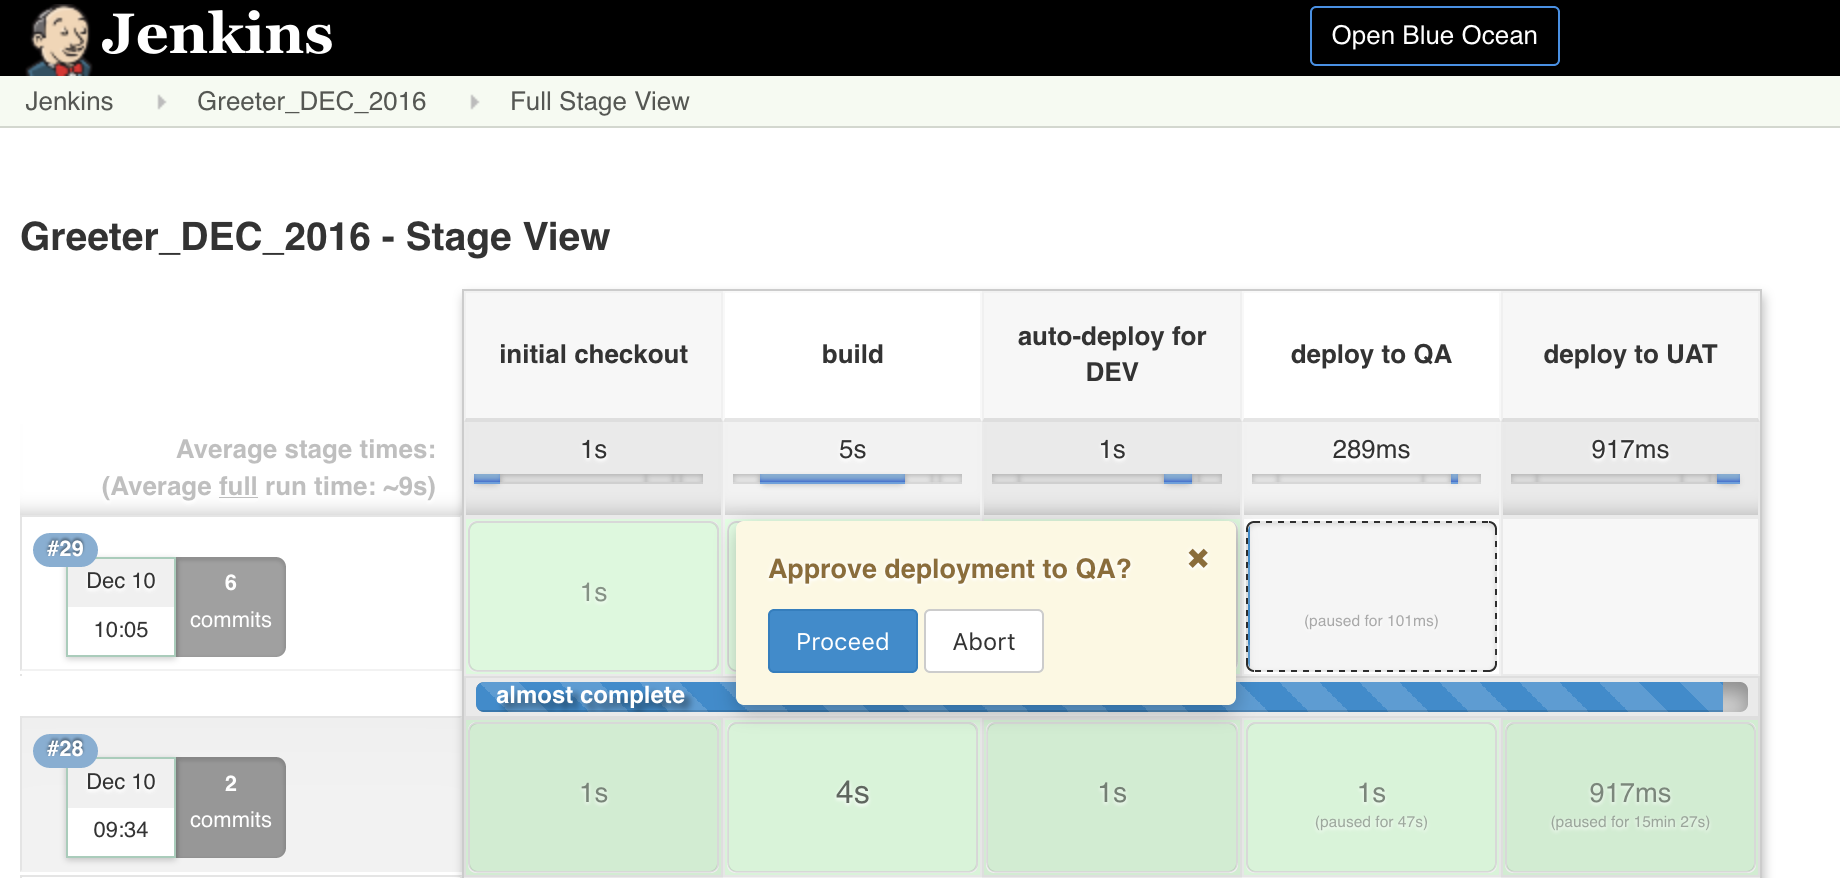 Jenkins
Open Blue Ocean
Jenkins
Greeter_DEC_2016
Full Stage View
Greeter_DEC_2016 - Stage View
initial checkout
build
auto-deploy for
DEV
deploy to QA
deploy to UAT
Average stage times:
(Average full run time: ~9s)
1s
5s
1s
289ms
917ms
#29
Dec 10
10:05
6
commits
1s
Approve deployment to QA?
Proceed
Abort
(paused for 101ms)
almost complete
#28
Dec 10
09:34
2
commits
1s
4s
1s
1s
(paused for 47s)
917ms
(paused for 15min 27s)